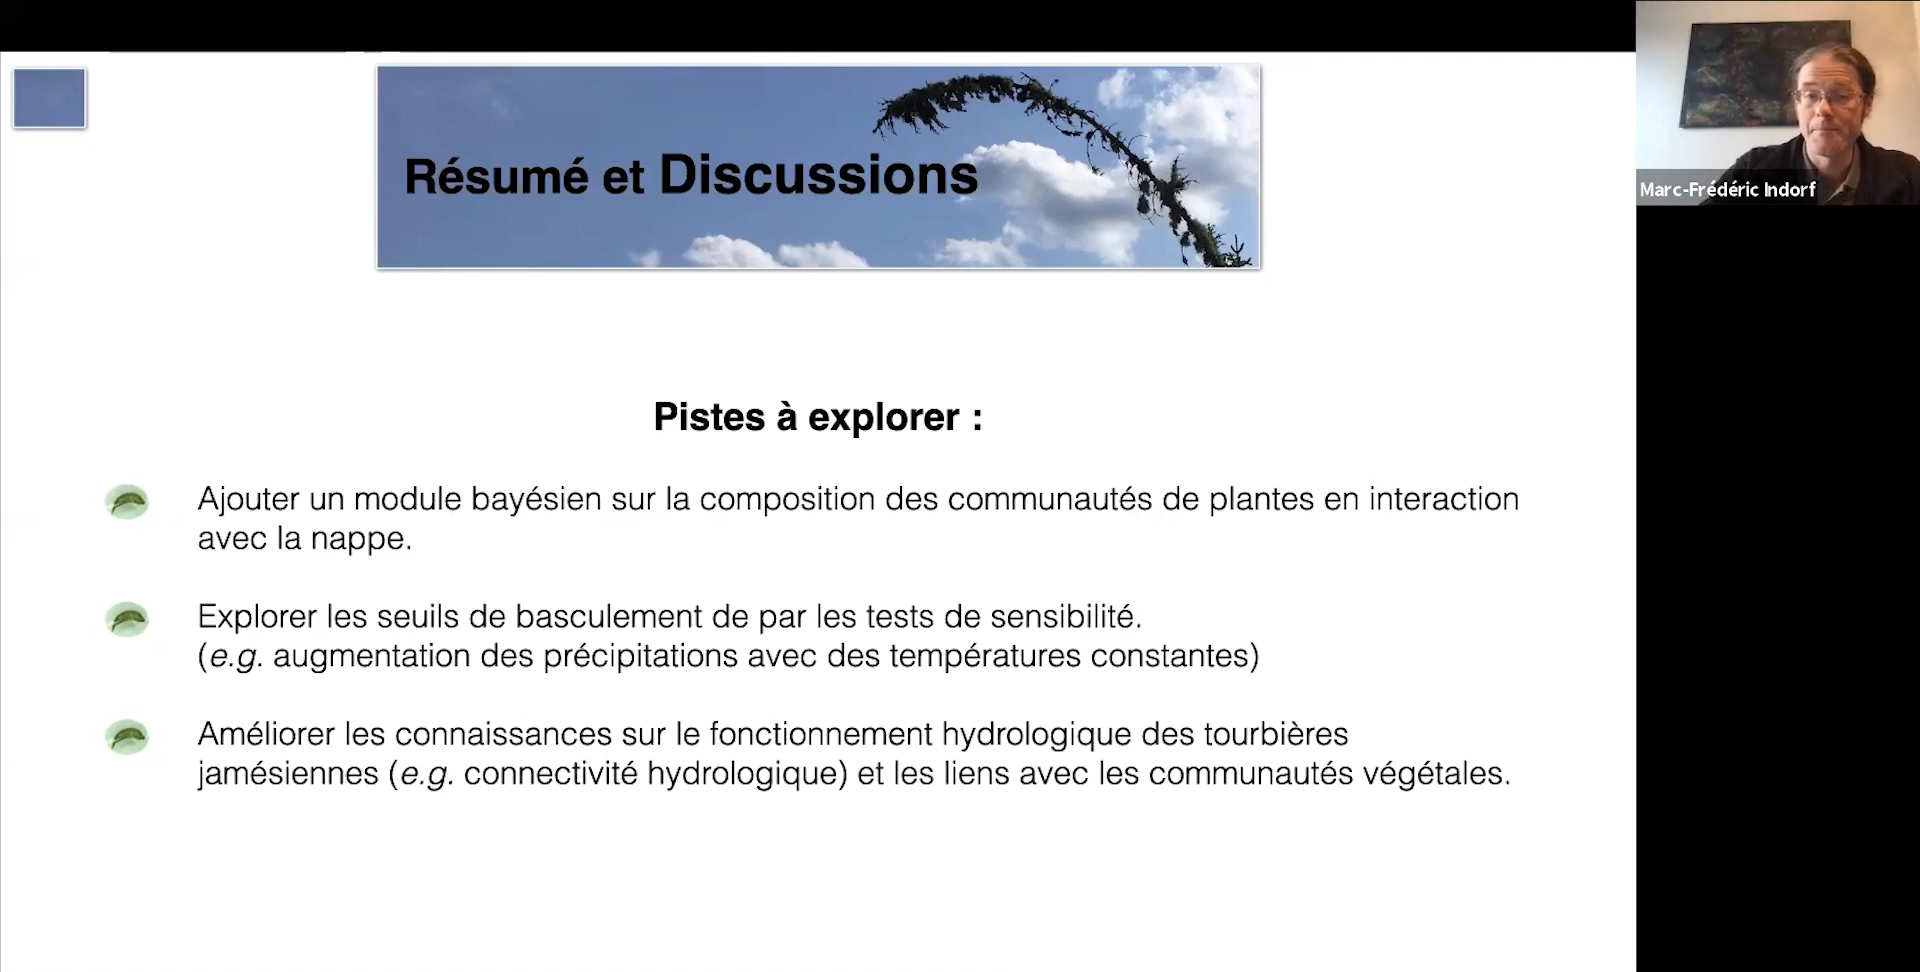 Résumé et Discussions
Marc-Frédéric Indorf
Pistes à explorer :
Ajouter un module bayésien sur la composition des communautés de plantes en interaction
avec la nappe.
Explorer les seuils de basculement de par les tests de sensibilité.
(e.g. augmentation des précipitations avec des températures constantes)
Améliorer les connaissances sur le fonctionnement hydrologique des tourbières
jamésiennes (e.g. connectivité hydrologique) et les liens avec les communautés végétales.